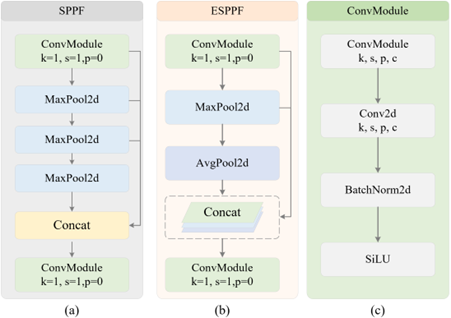 SPPF
ConvModule
k=1, s=1,p=0
MaxPool2d
MaxPool2d
MaxPool2d
Concat
ConvModule
k=1, s=1,p=0
(a)
ESPPF
ConvModule
k=1, s=1,p=0
MaxPool2d
AvgPool2d
Concat
ConvModule
k=1, s=1,p=0
(b)
ConvModule
ConvModule
k, s, p, c
Conv2d
k, s, p, c
BatchNorm2d
SiLU
(c)